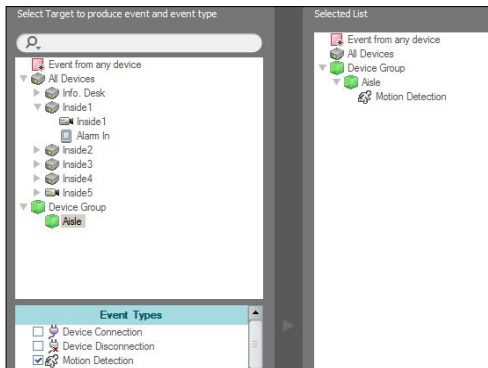 Select Target to produce event and event type
Event from any device
All Devices
Info. Desk
Inside1
Inside1
Alarm In
Inside2
Inside3
Inside4
Inside5
Device Group
Aisle
Event Types
Device Connection
Device Disconnection
Motion Detection
Selected List
Event from any device
All Devices
Device Group
Aisle
Motion Detection